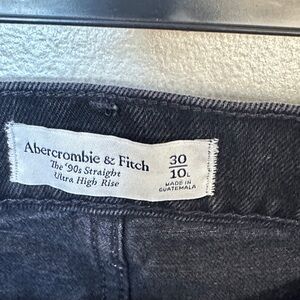 Abercrombie & Fitch
The '90s Straight
Ultra High Rise
30
10L
MADE IN
GUATEMALA